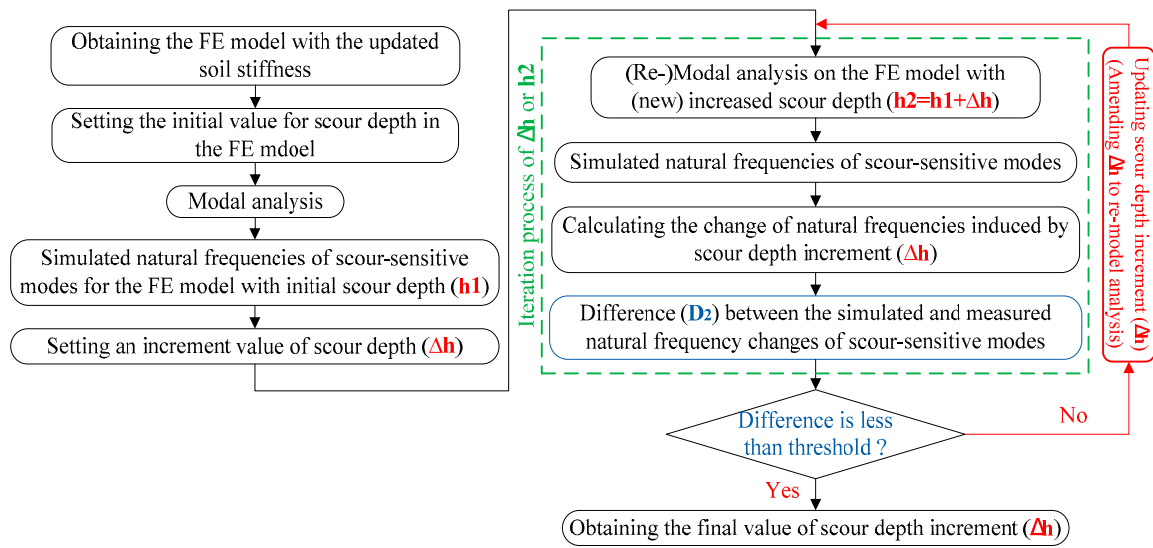 Obtaining the FE model with the updated
soil stiffness
Setting the initial value for scour depth in
the FE mdoel
Modal analysis
Simulated natural frequencies of scour-sensitive
modes for the FE model with initial scour depth (h1)
Setting an increment value of scour depth (Δh)
Iteration process of Δh or h2
(Re-)Modal analysis on the FE model with
(new) increased scour depth (h2=h1+Δh)
Simulated natural frequencies of scour-sensitive modes
Calculating the change of natural frequencies induced by
scour depth increment (Δh)
Difference (D2) between the simulated and measured
natural frequency changes of scour-sensitive modes
Difference is less
than threshold ?
No
Updating scour depth increment (Δh)
(Amending Δh to re-model analysis)
Yes
Obtaining the final value of scour depth increment (Δh)